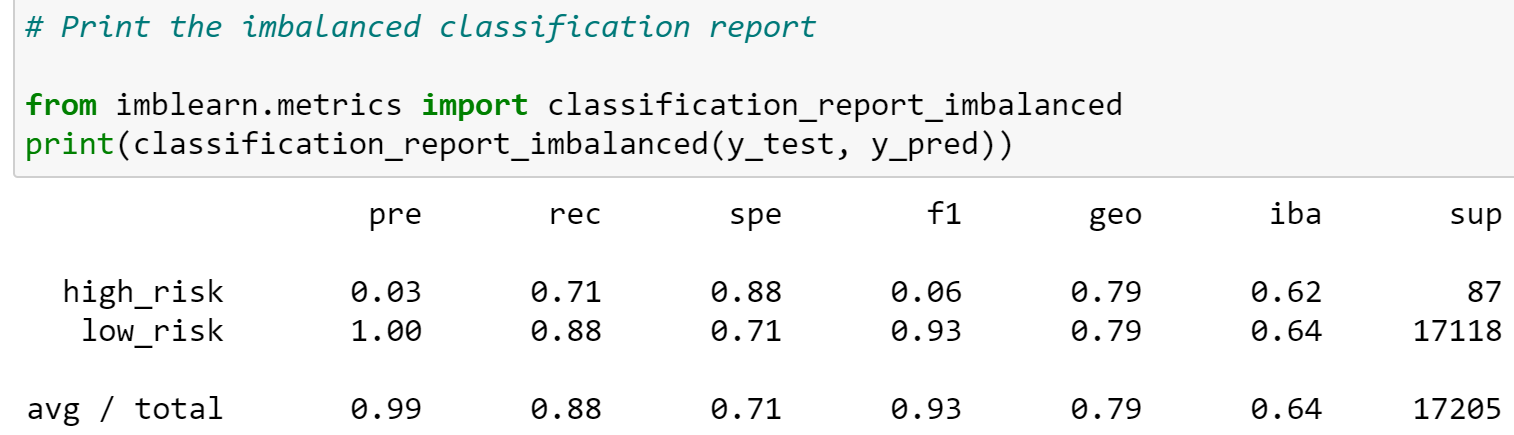 # Print the imbalanced classification report
from imblearn.metrics import classification_report_imbalanced
print(classification_report_imbalanced(y_test, y_pred))
pre rec spe f1 geo iba sup
high_risk 0.03 0.71 0.88 0.06 0.79 0.62 87
low_risk 1.00 0.88 0.71 0.93 0.79 0.64 17118
avg / total 0.99 0.88 0.71 0.93 0.79 0.64 17205